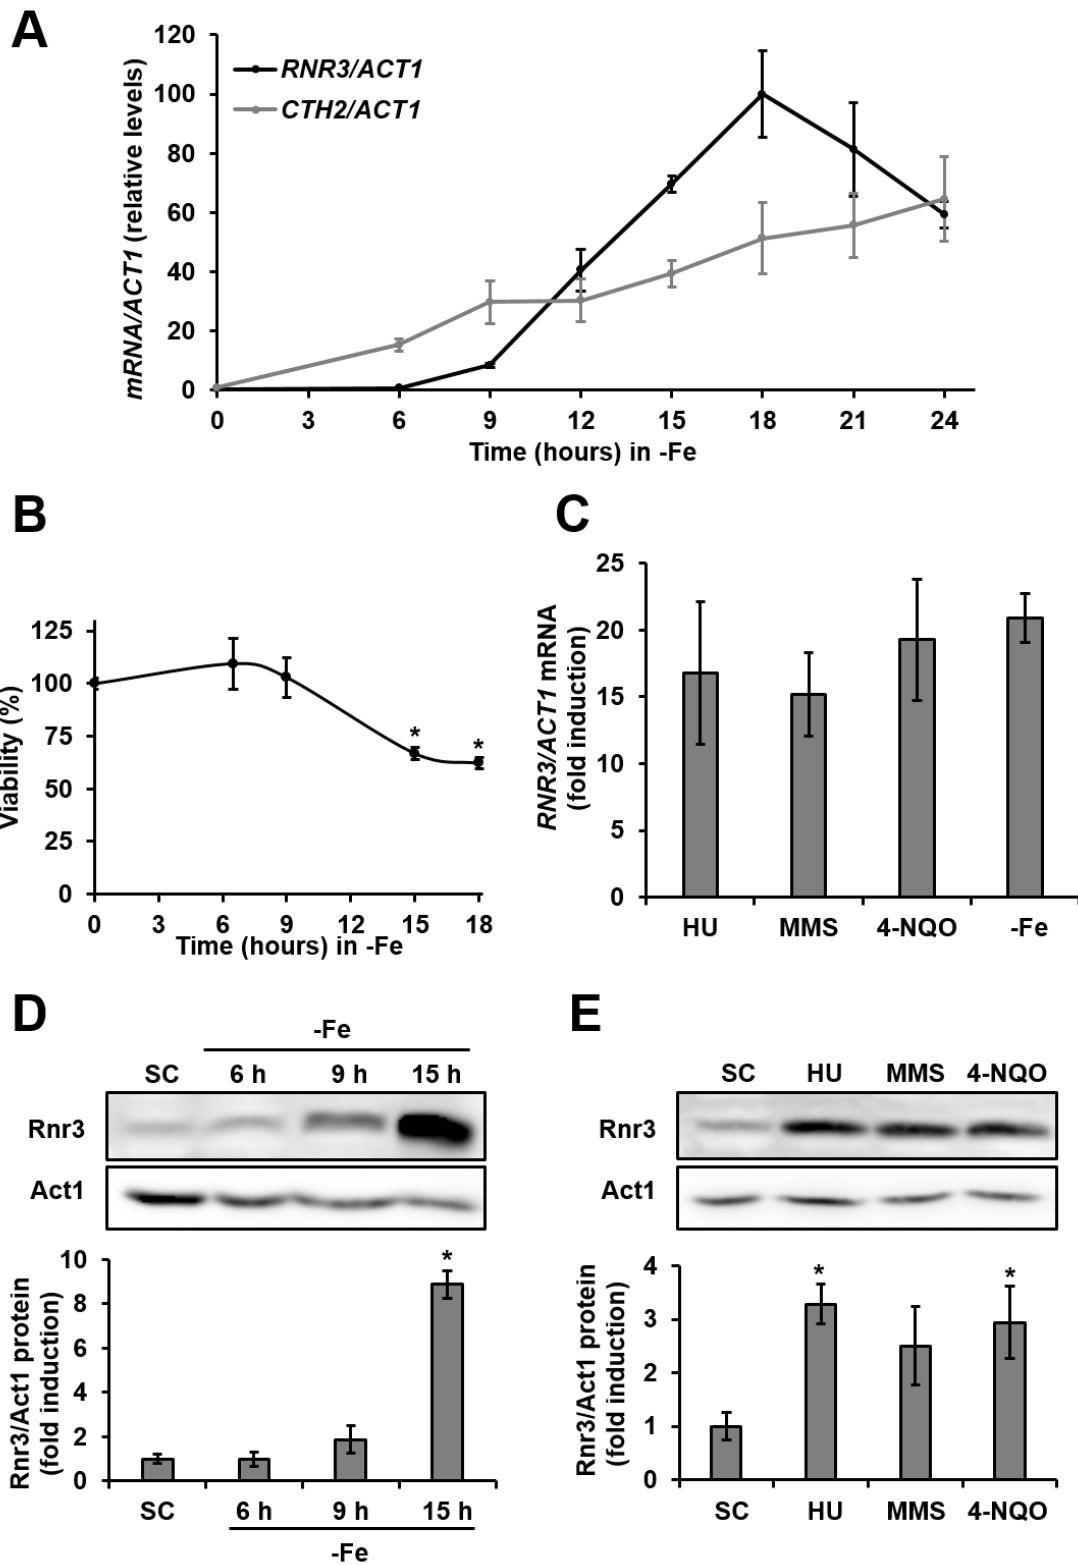 A
120
100
80
60
40
20
0
mRNA/ACT1 (relative levels)
RNR3/ACT1
CTH2/ACT1
0 3 6 9 12 15 18 21 24
Time (hours) in -Fe
B
125
100
75
50
25
0
Viability (%)
* *
0 3 6 9 12 15 18
Time (hours) in -Fe
C
25
20
15
10
5
0
RNR3/ACT1 mRNA
(fold induction)
HU MMS 4-NQO -Fe
D
-Fe
SC 6 h 9 h 15 h
Rnr3
Act1
10
8
6
4
2
0
Rnr3/Act1 protein
(fold induction)
*
SC 6 h 9 h 15 h
-Fe
E
SC HU MMS 4-NQO
Rnr3
Act1
4
3
2
1
0
Rnr3/Act1 protein
(fold induction)
* *
SC HU MMS 4-NQO